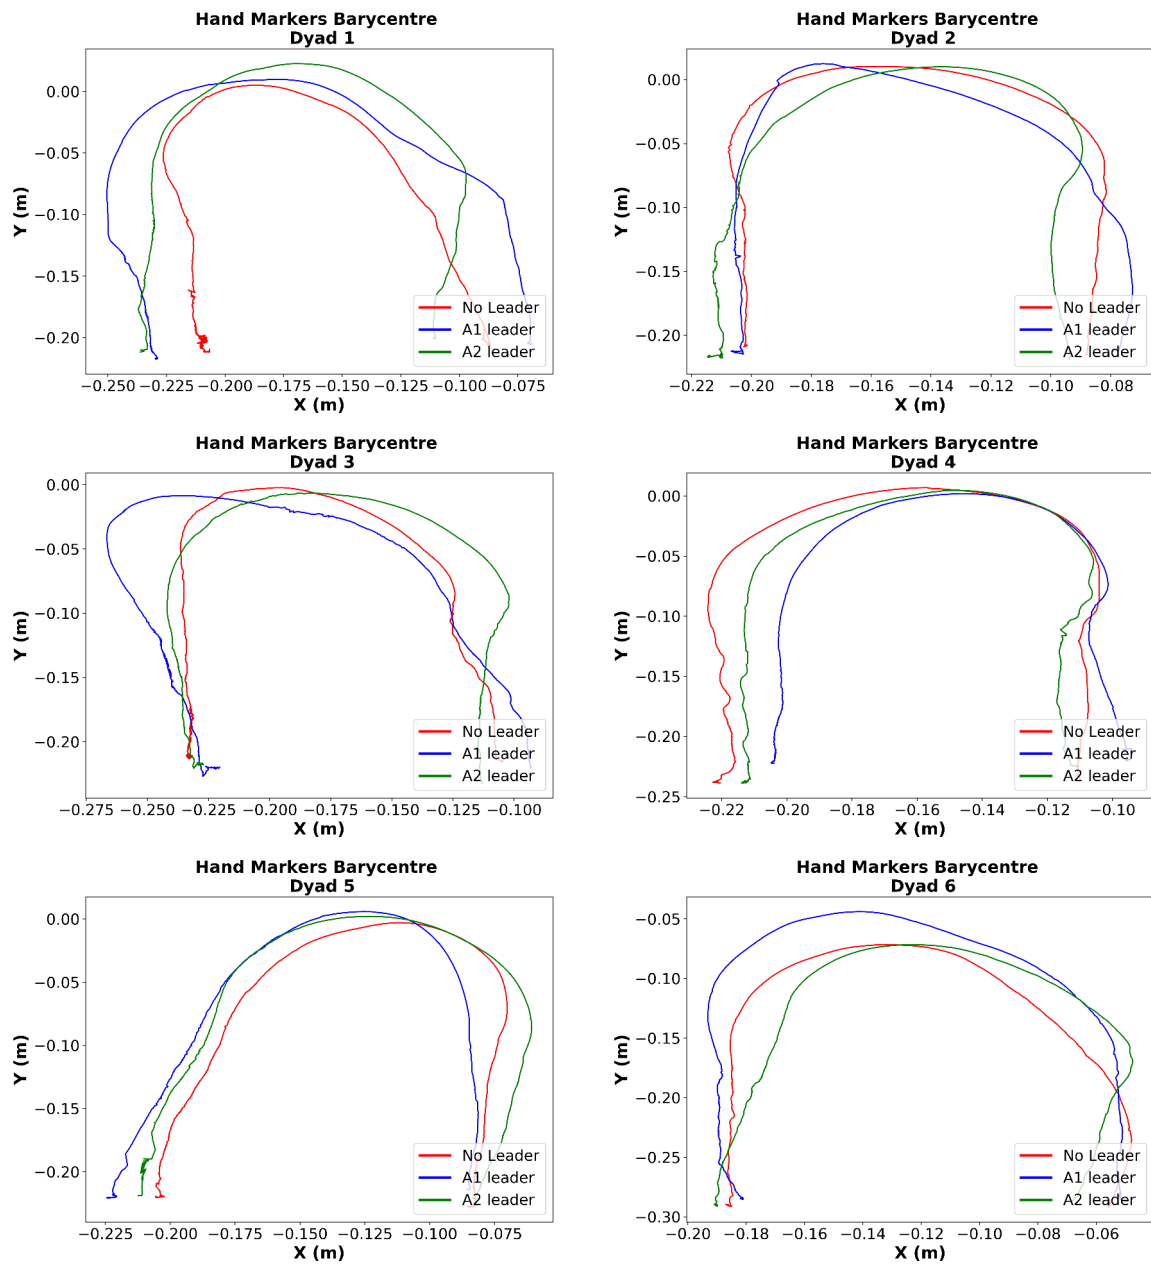 Hand Markers Barycentre
Dyad 1
0.00
−0.05
−0.10
−0.15
−0.20
Y (m)
−0.250 −0.225 −0.200 −0.175 −0.150 −0.125 −0.100 −0.075
X (m)
No Leader
A1 leader
A2 leader
Hand Markers Barycentre
Dyad 2
0.00
−0.05
−0.10
−0.15
−0.20
Y (m)
−0.22 −0.20 −0.18 −0.16 −0.14 −0.12 −0.10 −0.08
X (m)
No Leader
A1 leader
A2 leader
Hand Markers Barycentre
Dyad 3
0.00
−0.05
−0.10
−0.15
−0.20
Y (m)
−0.275 −0.250 −0.225 −0.200 −0.175 −0.150 −0.125 −0.100
X (m)
No Leader
A1 leader
A2 leader
Hand Markers Barycentre
Dyad 4
0.00
−0.05
−0.10
−0.15
−0.20
−0.25
Y (m)
−0.22 −0.20 −0.18 −0.16 −0.14 −0.12 −0.10
X (m)
No Leader
A1 leader
A2 leader
Hand Markers Barycentre
Dyad 5
0.00
−0.05
−0.10
−0.15
−0.20
Y (m)
−0.225 −0.200 −0.175 −0.150 −0.125 −0.100 −0.075
X (m)
No Leader
A1 leader
A2 leader
Hand Markers Barycentre
Dyad 6
−0.05
−0.10
−0.15
−0.20
−0.25
−0.30
Y (m)
−0.20 −0.18 −0.16 −0.14 −0.12 −0.10 −0.08 −0.06
X (m)
No Leader
A1 leader
A2 leader